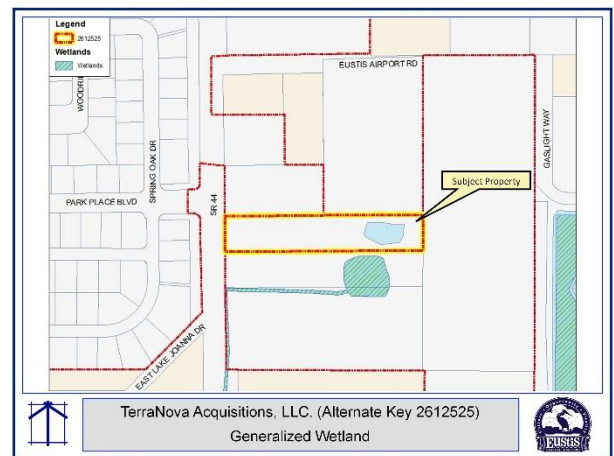 Legend
2612525
Wetlands
Wetlands
EUSTIS AIRPORT RD
WOODRI
SPRING OAK DR
GASLIGHT WAY
Subject Property
PARK PLACE BLVD
SR 44
EAST LAKE JOANNA DR
TerraNova Acquisitions, LLC. (Alternate Key 2612525)
Generalized Wetland
EUSTIS